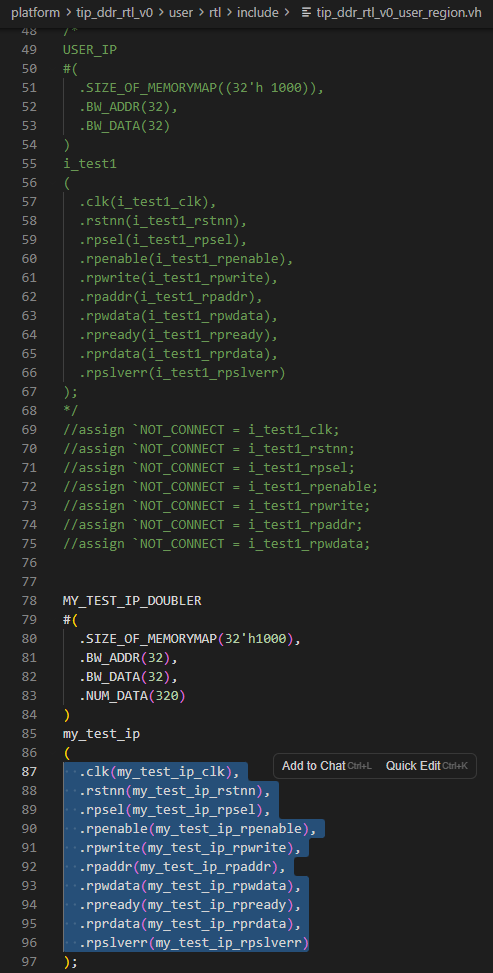 platform > tip_ddr_rtl_v0 > user > rtl > include > tip_ddr_rtl_v0_user_region.vh
48 /*
49 USER_IP
50 #(
51 .SIZE_OF_MEMORYMAP((32'h 1000)),
52 .BW_ADDR(32),
53 .BW_DATA(32)
54 )
55 i_test1
56 (
57 .clk(i_test1_clk),
58 .rstnn(i_test1_rstnn),
59 .rpsel(i_test1_rpsel),
60 .rpenable(i_test1_rpenable),
61 .rpwrite(i_test1_rpwrite),
62 .rpaddr(i_test1_rpaddr),
63 .rpwdata(i_test1_rpwdata),
64 .rpready(i_test1_rpready),
65 .rprdata(i_test1_rprdata),
66 .rpslverr(i_test1_rpslverr)
67 );
68 */
69 //assign `NOT_CONNECT = i_test1_clk;
70 //assign `NOT_CONNECT = i_test1_rstnn;
71 //assign `NOT_CONNECT = i_test1_rpsel;
72 //assign `NOT_CONNECT = i_test1_rpenable;
73 //assign `NOT_CONNECT = i_test1_rpwrite;
74 //assign `NOT_CONNECT = i_test1_rpaddr;
75 //assign `NOT_CONNECT = i_test1_rpwdata;
76
77
78 MY_TEST_IP_DOUBLER
79 #(
80 .SIZE_OF_MEMORYMAP(32'h1000),
81 .BW_ADDR(32),
82 .BW_DATA(32),
83 .NUM_DATA(320)
84 )
85 my_test_ip
86 (
Add to Chat Ctrl+L Quick Edit Ctrl+K
87 .clk(my_test_ip_clk),
88 .rstnn(my_test_ip_rstnn),
89 .rpsel(my_test_ip_rpsel),
90 .rpenable(my_test_ip_rpenable),
91 .rpwrite(my_test_ip_rpwrite),
92 .rpaddr(my_test_ip_rpaddr),
93 .rpwdata(my_test_ip_rpwdata),
94 .rpready(my_test_ip_rpready),
95 .rprdata(my_test_ip_rprdata),
96 .rpslverr(my_test_ip_rpslverr)
97 );